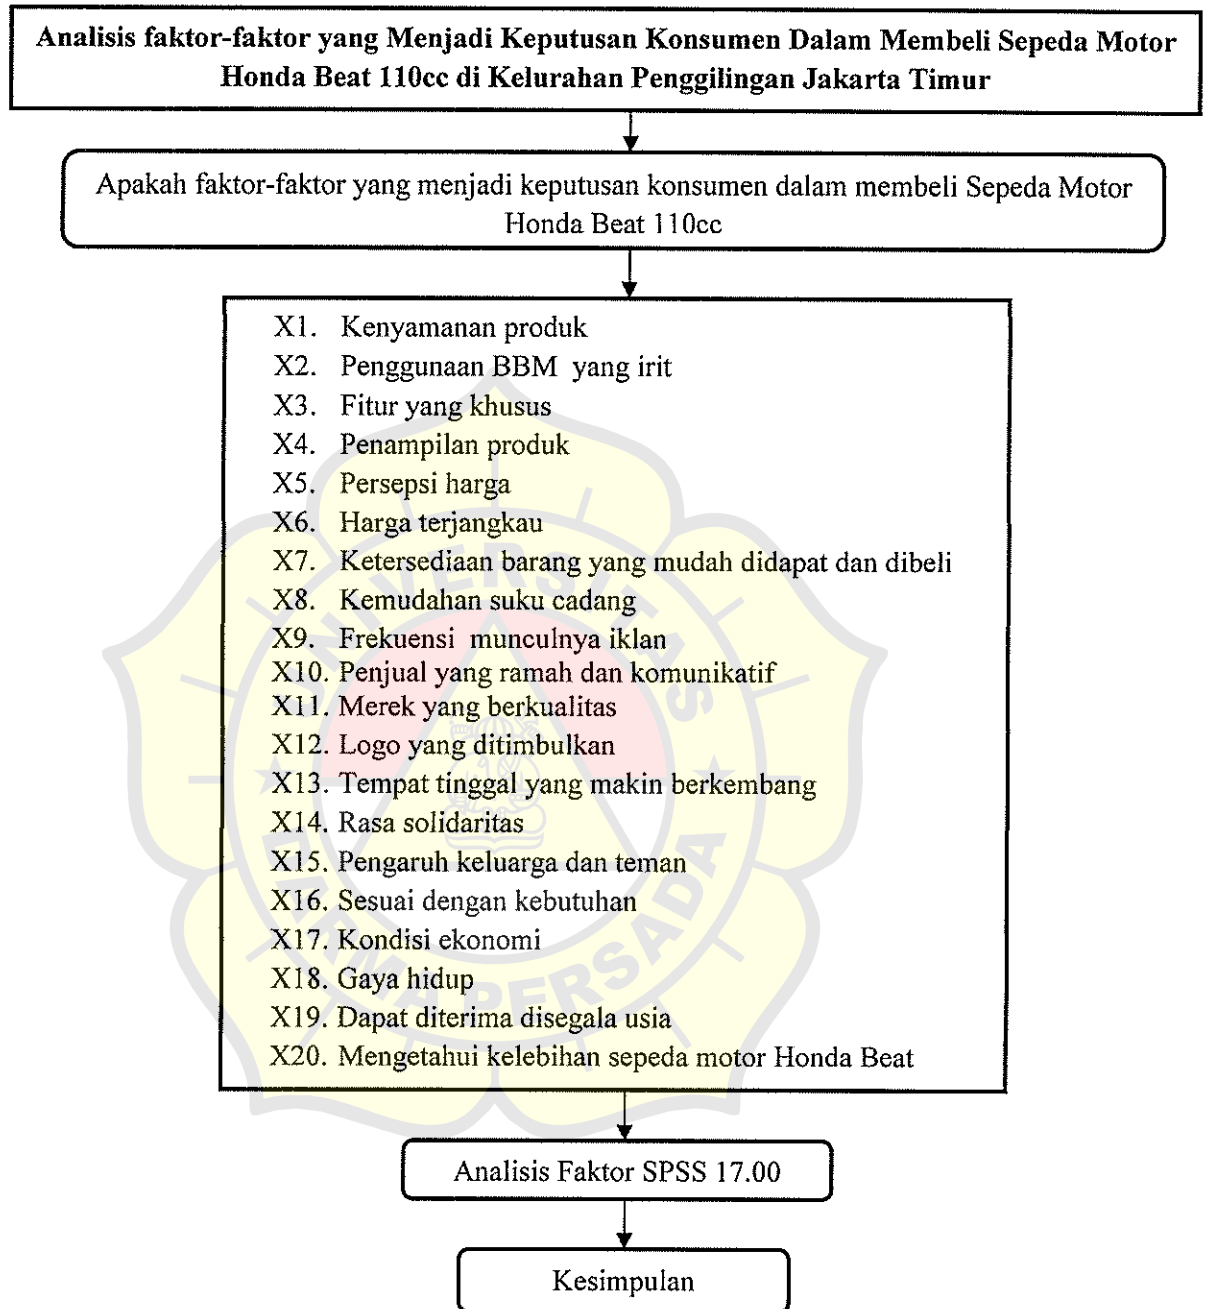 Analisis faktor-faktor yang Menjadi Keputusan Konsumen Dalam Membeli Sepeda Motor
Honda Beat 110cc di Kelurahan Penggilingan Jakarta Timur
Apakah faktor-faktor yang menjadi keputusan konsumen dalam membeli Sepeda Motor
Honda Beat 110cc
X1. Kenyamanan produk
X2. Penggunaan BBM yang irit
X3. Fitur yang khusus
X4. Penampilan produk
X5. Persepsi harga
X6. Harga terjangkau
X7. Ketersediaan barang yang mudah didapat dan dibeli
X8. Kemudahan suku cadang
X9. Frekuensi munculnya iklan
X10. Penjual yang ramah dan komunikatif
X11. Merek yang berkualitas
X12. Logo yang ditimbulkan
X13. Tempat tinggal yang makin berkembang
X14. Rasa solidaritas
X15. Pengaruh keluarga dan teman
X16. Sesuai dengan kebutuhan
X17. Kondisi ekonomi
X18. Gaya hidup
X19. Dapat diterima disegala usia
X20. Mengetahui kelebihan sepeda motor Honda Beat
Analisis Faktor SPSS 17.00
Kesimpulan
UNIVERSITAS
DARMA PERSADA